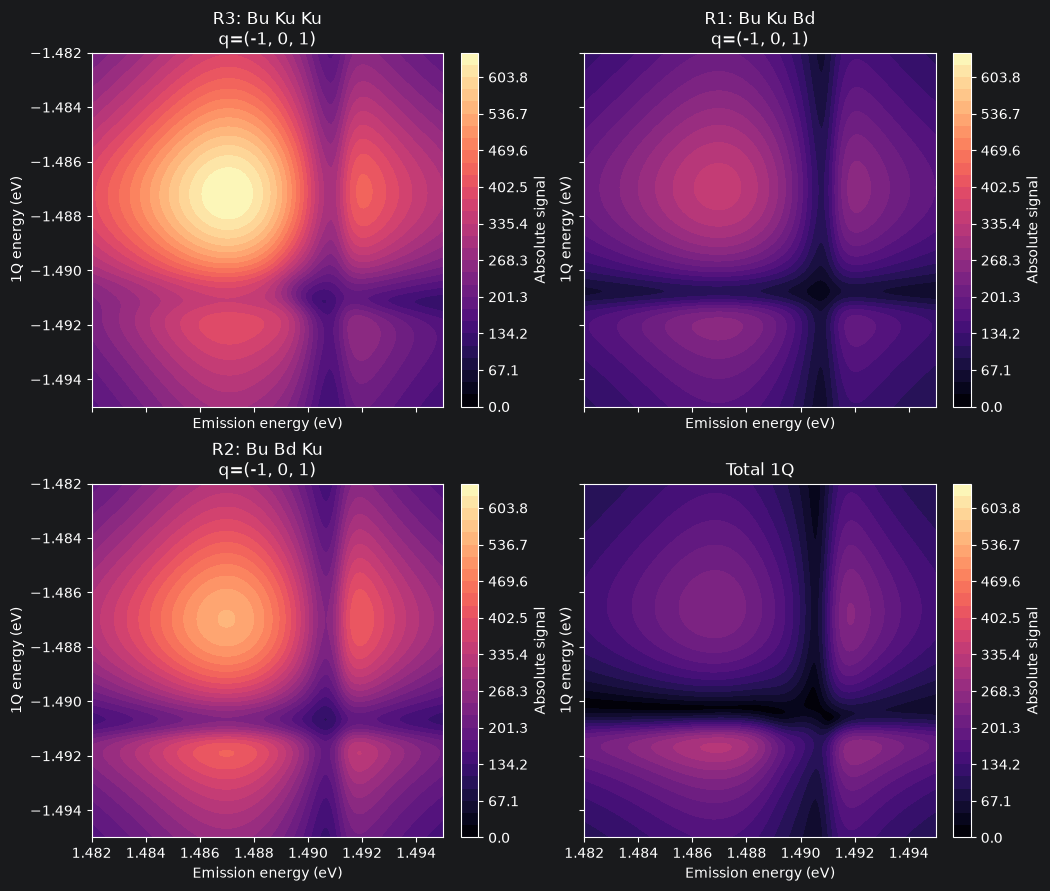 R3: Bu Ku Ku
q=(-1, 0, 1)
−1.482
−1.484
−1.486
−1.488
−1.490
−1.492
−1.494
1Q energy (eV)
Emission energy (eV)
603.8
536.7
469.6
402.5
335.4
268.3
201.3
134.2
67.1
0.0
Absolute signal
R1: Bu Ku Bd
q=(-1, 0, 1)
1Q energy (eV)
Emission energy (eV)
603.8
536.7
469.6
402.5
335.4
268.3
201.3
134.2
67.1
0.0
Absolute signal
R2: Bu Bd Ku
q=(-1, 0, 1)
−1.482
−1.484
−1.486
−1.488
−1.490
−1.492
−1.494
1Q energy (eV)
1.482 1.484 1.486 1.488 1.490 1.492 1.494
Emission energy (eV)
603.8
536.7
469.6
402.5
335.4
268.3
201.3
134.2
67.1
0.0
Absolute signal
Total 1Q
1Q energy (eV)
1.482 1.484 1.486 1.488 1.490 1.492 1.494
Emission energy (eV)
603.8
536.7
469.6
402.5
335.4
268.3
201.3
134.2
67.1
0.0
Absolute signal